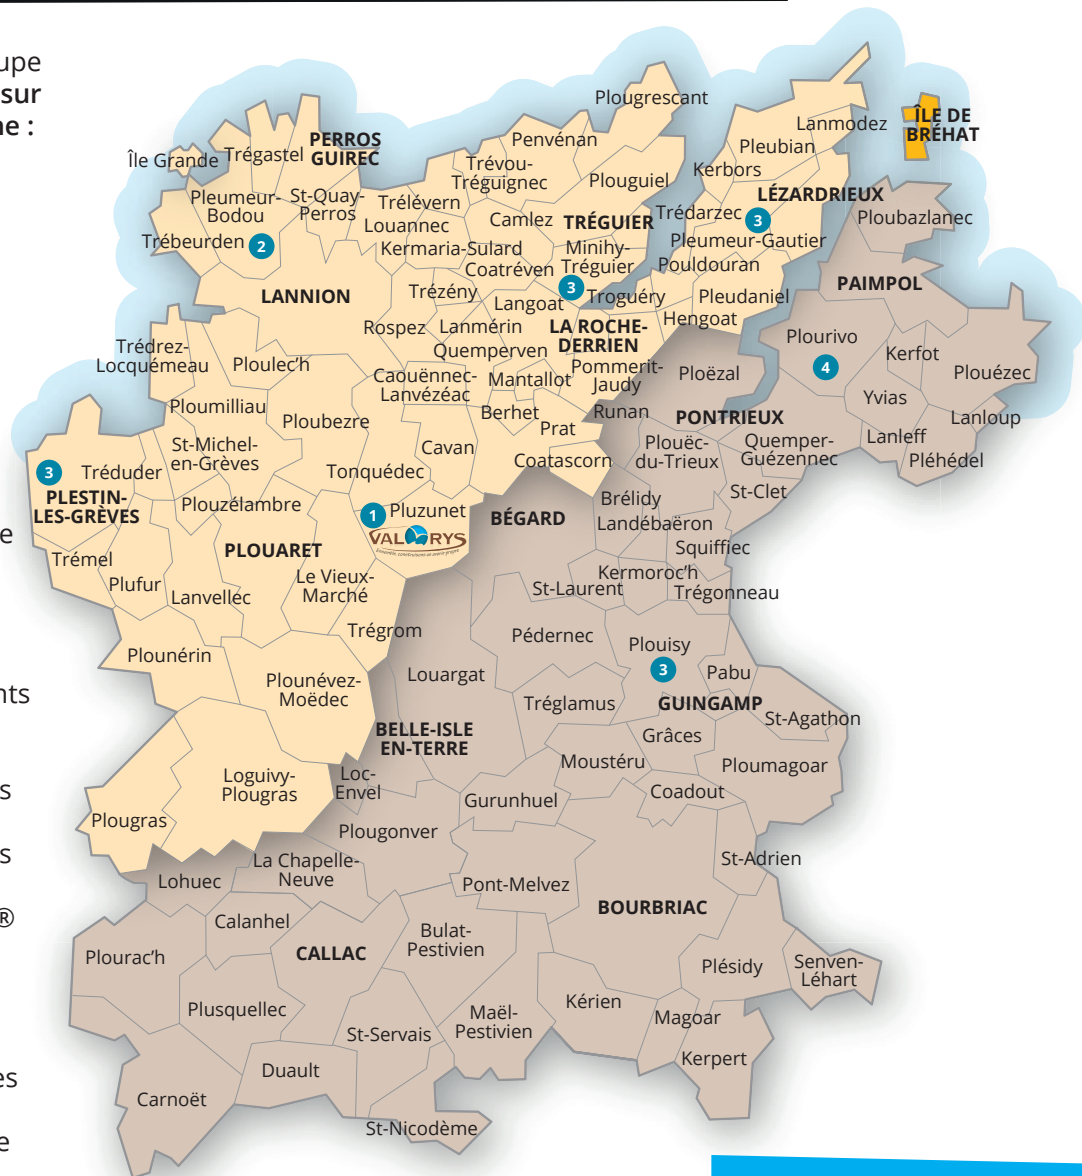 upe
sur
ne :
e
nts
s
s
®
es
e
Plougrescant
Lanmodez
ÎLE DE
BRÉHAT
PERROS
GUIREC
Penvénan
Pleubian
Île Grande
Trégastel
Trévou-
Tréguignec
Kerbors
Plouguiel
Pleumeur-
Bodou
St-Quay-
Perros
Trélévern
LÉZARDRIEUX
Louannec
Camlez
TRÉGUIER
Trédarzec
3
Ploubazlanec
Trébeurden
2
Kermaria-Sulard
Minihy-
Tréguier
Pleumeur-Gautier
Coatréven
Pouldouran
LANNION
Trézény
Langoat
3
Troguéry
Pleudaniel
PAIMPOL
Hengoat
Rospez
Lanmérin
LA ROCHE-
DERRIEN
Plourivo
4
Kerfot
Trédrez-
Locquémeau
Ploulec'h
Quemperven
Caouënnec-
Lanvézéac
Mantallot
Pommerit-
Jaudy
Ploëzal
Plouézec
Yvias
Ploumilliau
Ploubezre
Berhet
Runan
PONTRIEUX
Lanloup
Prat
St-Michel-
en-Grèves
Cavan
Plouëc-
du-Trieux
Quemper-
Guézennec
Lanleff
Pléhédel
3
Tréduder
Tonquédec
Coatascorn
PLESTIN-
LES-GRÈVES
Plouzélambre
1
Pluzunet
BÉGARD
Brélidy
St-Clet
VALORYS
Landébaëron
PLOUARET
Squiffiec
Trémel
Plufur
Lanvellec
Le Vieux-
Marché
St-Laurent
Kermoroc'h
Trégonneau
Trégrom
Pédernec
Plouisy
3
Plounérin
Louargat
Pabu
Plounévez-
Moëdec
Tréglamus
GUINGAMP
St-Agathon
BELLE-ISLE
EN-TERRE
Grâces
Moustéru
Ploumagoar
Loguivy-
Plougras
Loc-
Envel
Gurunhuel
Coadout
Plougras
Plougonver
La Chapelle-
Neuve
St-Adrien
Lohuec
Pont-Melvez
BOURBRIAC
Calanhel
Bulat-
Pestivien
Plourac'h
CALLAC
Plésidy
Senven-
Léhart
Plusquellec
Kérien
Maël-
Pestivien
Magoar
St-Servais
Kerpert
Duault
Carnoët
St-Nicodème